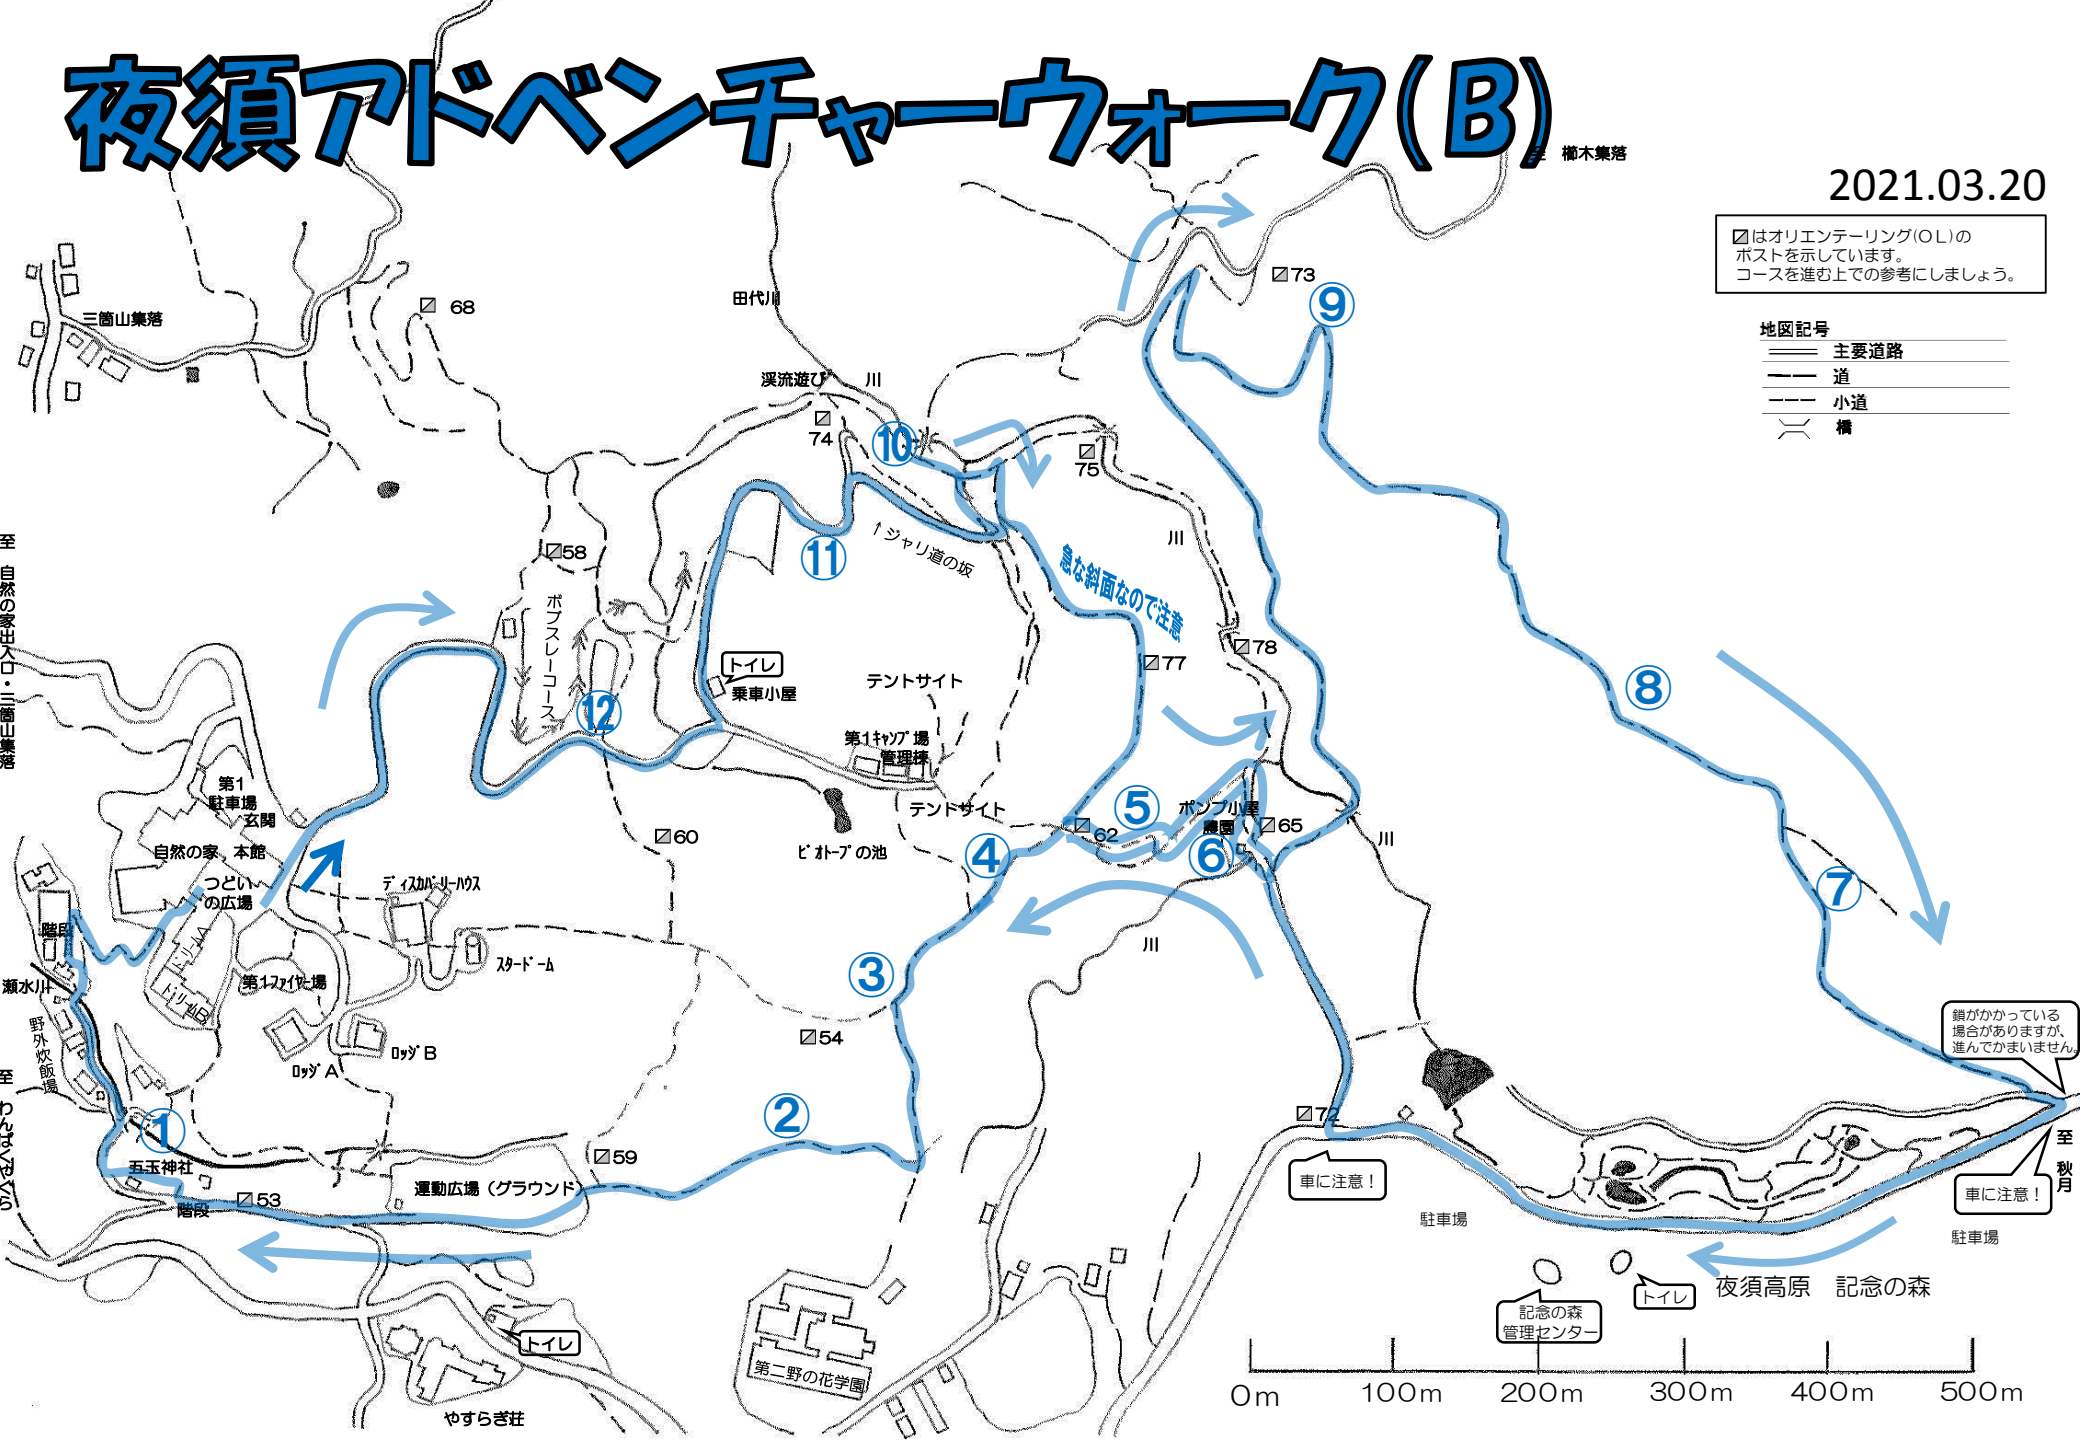 夜須アドベンチャーウォーク(B)
至 櫛木集落
2021.03.20
はオリエンテーリング(OL)の
ポストを示しています。
コースを進む上での参考にしましょう。
地図記号
主要道路
道
小道
橋
73
⑨
68
三箇山集落
田代川
渓流遊び
川
74
⑩
75
↑ジャリ道の坂
⑪
急な斜面なので注意
川
58
ボブスレーコース
至 自然の家出入口・三箇山集落
トイレ
乗車小屋
テントサイト
77
78
⑧
⑫
第1キャンプ場
管理棟
第1
駐車場
玄関
テントサイト
⑤
ポンプ小屋
農園
65
62
60
ビオトープの池
④
⑥
川
自然の家 本館
つどい
の広場
ディスカバリーハウス
⑦
階段
ドリームA
ドリームB
スタードーム
川
瀬水川
第1ファイヤー場
③
野外炊飯場
54
ロッジB
ロッジA
鎖がかかっている
場合がありますが、
進んでかまいません。
至 わんぱくやぐら
①
②
72
五玉神社
59
車に注意！
至 秋月
車に注意！
運動広場（グラウンド）
53
階段
駐車場
駐車場
夜須高原 記念の森
トイレ
記念の森
管理センター
トイレ
第二野の花学園
やすらぎ荘
0m
100m
200m
300m
400m
500m